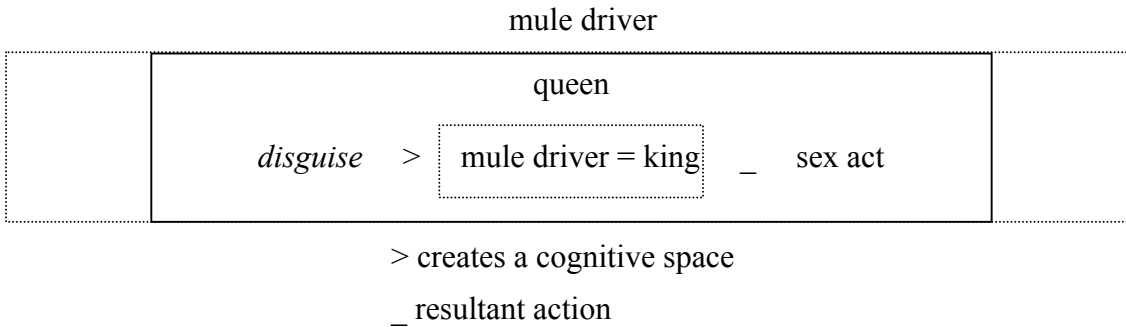 mule driver
queen
disguise > mule driver = king _ sex act
> creates a cognitive space
_ resultant action